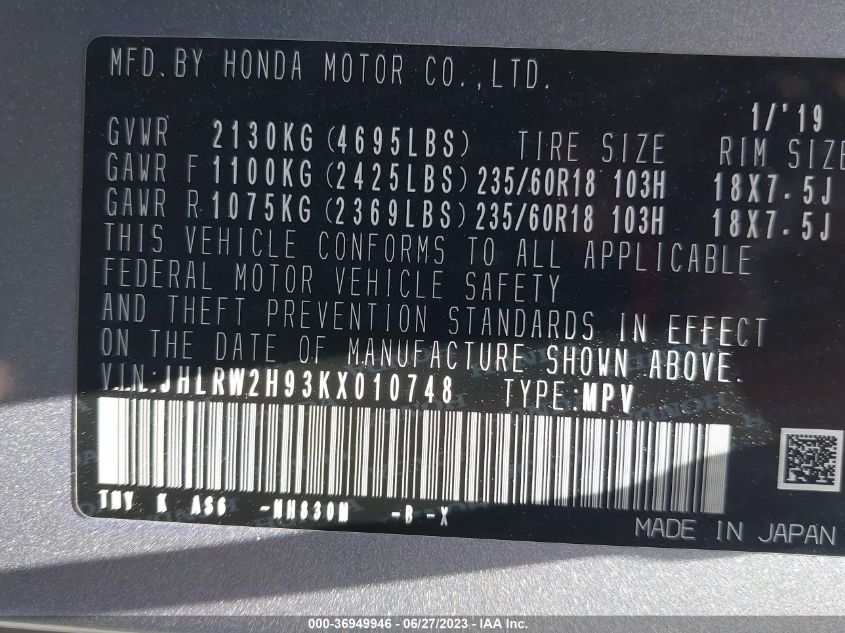 MFD.BY HONDA MOTOR CO.,LTD.
1/'19
GVWR 2130KG(4695LBS) TIRE SIZE RIM SIZE
GAWR F 1100KG(2425LBS) 235/60R18 103H 18X7.5J
GAWR R 1075KG(2369LBS) 235/60R18 103H 18X7.5J
THIS VEHICLE CONFORMS TO ALL APPLICABLE
FEDERAL MOTOR VEHICLE SAFETY
AND THEFT PREVENTION STANDARDS IN EFFECT
ON THE DATE OF MANUFACTURE SHOWN ABOVE.
V.I.N:JHLRW2H93KX010748 TYPE:MPV
TNY K AS6 -NH830M -B -X
MADE IN JAPAN
000-36949946 - 06/27/2023 - IAA Inc.